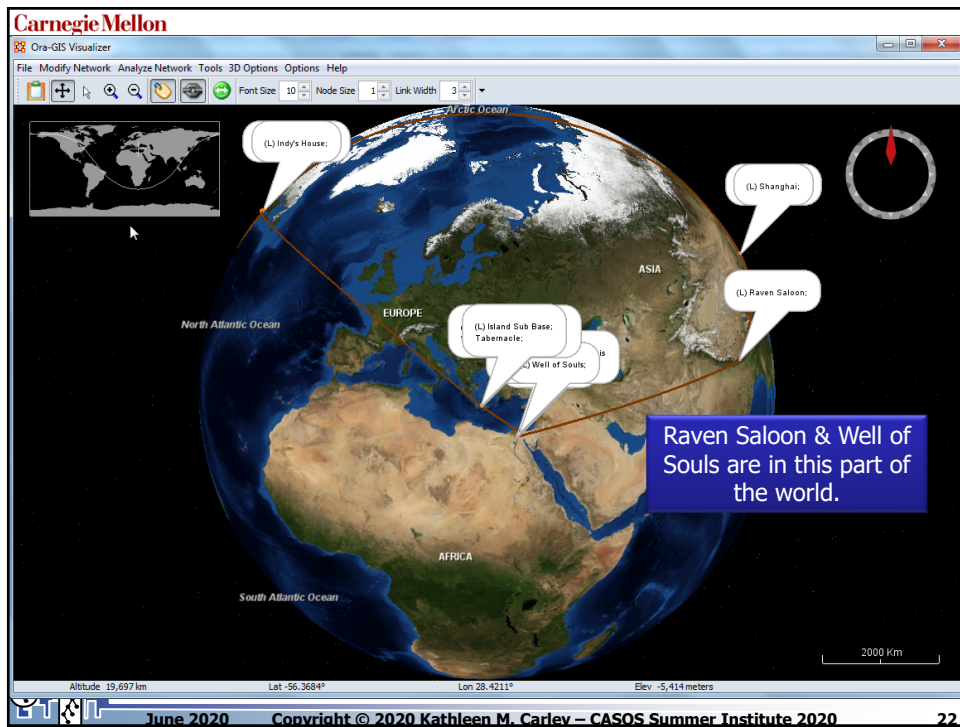 Carnegie Mellon
Ora-GIS Visualizer
File Modify Network Analyze Network Tools 3D Options Options Help
Font Size 10 Node Size 1 Link Width 3
Arctic Ocean
(L) Indy's House;
(L) Shanghai;
ASIA
(L) Raven Saloon;
EUROPE
North Atlantic Ocean
(L) Island Sub Base;
Tabernacle;
is
(L) Well of Souls;
Raven Saloon & Well of
Souls are in this part of
the world.
AFRICA
South Atlantic Ocean
2000 Km
Altitude 19,697 km Lat -56.3684° Lon 28.4211° Elev -5,414 meters
June 2020 Copyright © 2020 Kathleen M. Carley – CASOS Summer Institute 2020 22